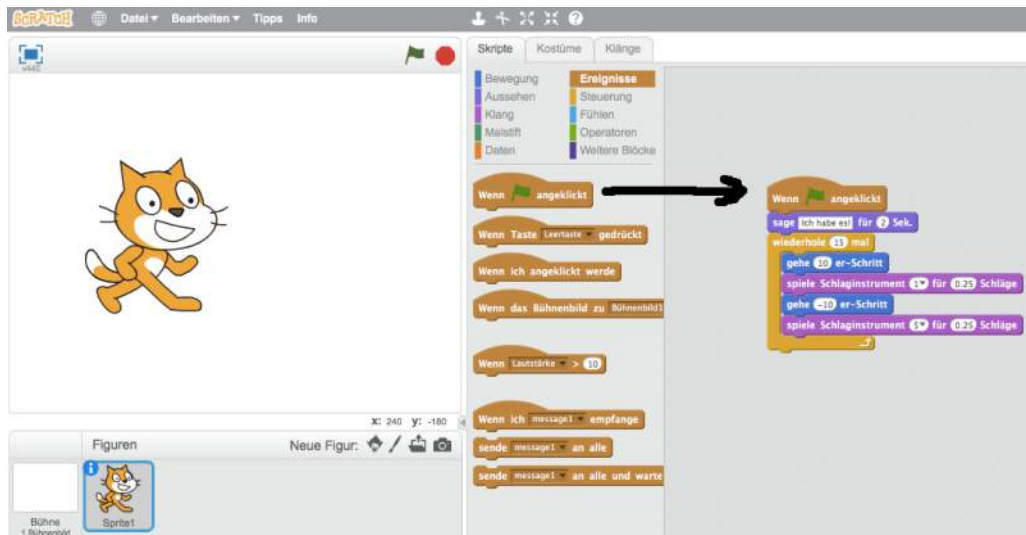 SCRATCH Datei Bearbeiten Tipps Info
v442
Skripte Kostüme Klänge
Bewegung Ereignisse
Aussehen Steuerung
Klang Fühlen
Malstift Operatoren
Daten Weitere Blöcke
Wenn angeklickt
Wenn Taste Leertaste gedrückt
Wenn ich angeklickt werde
Wenn das Bühnenbild zu Bühnenbild1
Wenn Lautstärke > 10
Wenn ich message1 empfange
sende message1 an alle
sende message1 an alle und warte
Wenn angeklickt
sage Ich habe es! für 2 Sek.
wiederhole 15 mal
gehe 10 er-Schritt
spiele Schlaginstrument 1 für 0.25 Schläge
gehe -10 er-Schritt
spiele Schlaginstrument 5 für 0.25 Schläge
X: 240 y: -180
Figuren Neue Figur:
Bühne
1 Bühnenbild
Sprite1